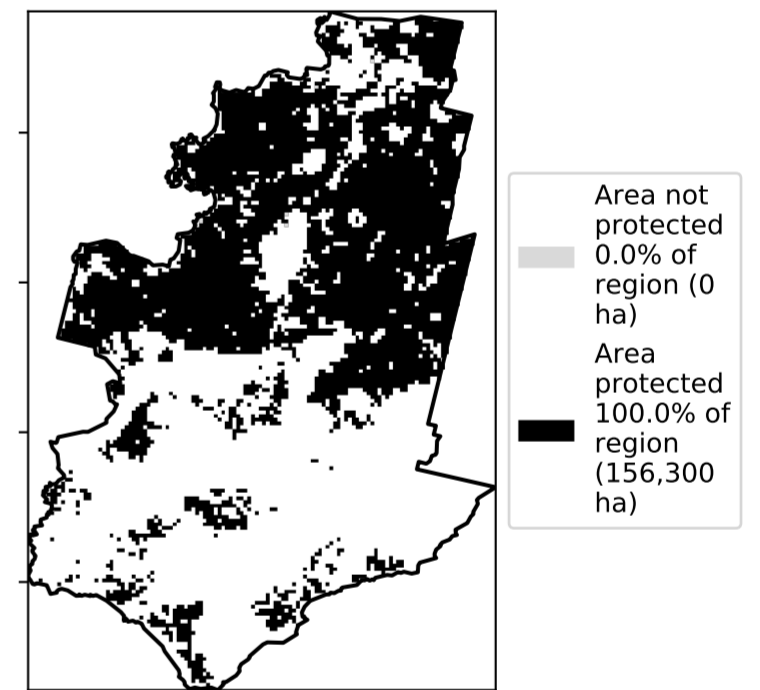 Area not
protected
0.0% of
region (0
ha)
Area
protected
100.0% of
region
(156,300
ha)